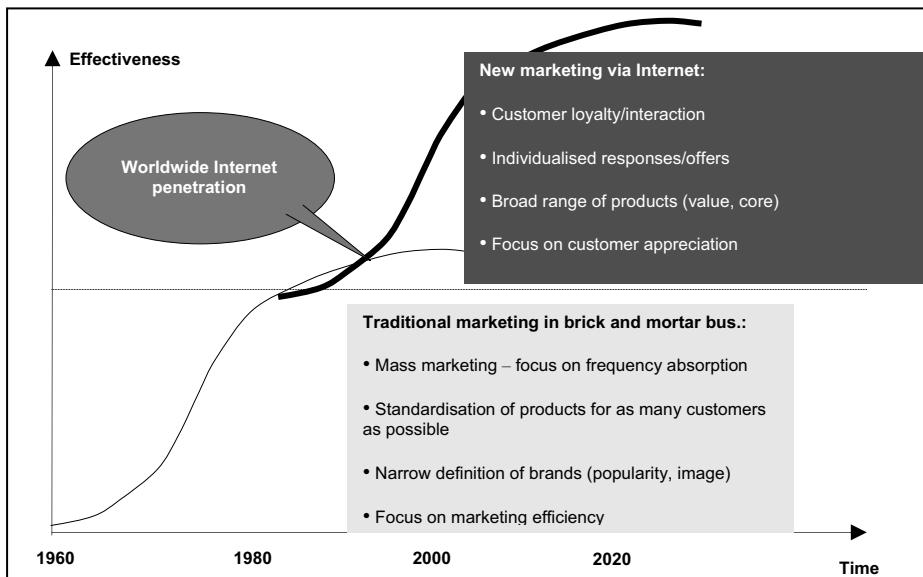 Effectiveness
New marketing via Internet:
• Customer loyalty/interaction
• Individualised responses/offers
• Broad range of products (value, core)
• Focus on customer appreciation
Worldwide Internet
penetration
Traditional marketing in brick and mortar bus.:
• Mass marketing – focus on frequency absorption
• Standardisation of products for as many customers
as possible
• Narrow definition of brands (popularity, image)
• Focus on marketing efficiency
1960 1980 2000 2020
Time